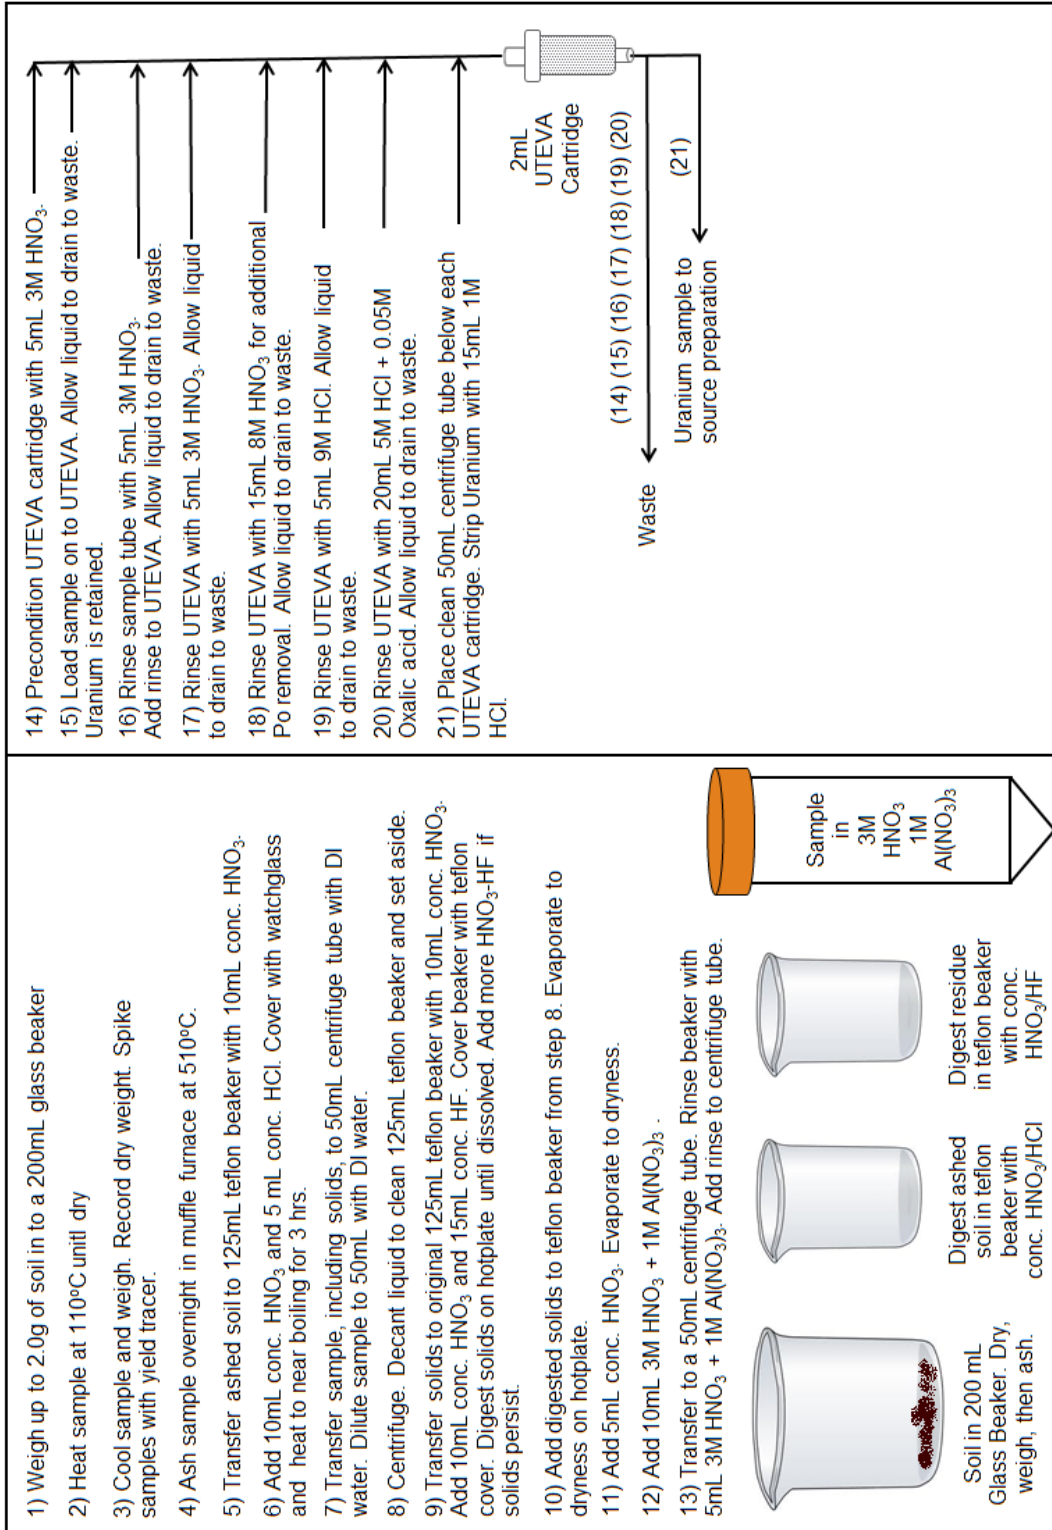 1) Weigh up to 2.0g of soil in to a 200mL glass beaker
2) Heat sample at 110ºC unitl dry
3) Cool sample and weigh. Record dry weight. Spike
samples with yield tracer.
4) Ash sample overnight in muffle furnace at 510ºC.
5) Transfer ashed soil to 125mL teflon beaker with 10mL conc. HNO₃.
6) Add 10mL conc. HNO₃ and 5 mL conc. HCl. Cover with watchglass
and heat to near boiling for 3 hrs.
7) Transfer sample, including solids, to 50mL centrifuge tube with DI
water. Dilute sample to 50mL with DI water.
8) Centrifuge. Decant liquid to clean 125mL teflon beaker and set aside.
9) Transfer solids to original 125mL teflon beaker with 10mL conc. HNO₃.
Add 10mL conc. HNO₃ and 15mL conc. HF. Cover beaker with teflon
cover. Digest solids on hotplate until dissolved. Add more HNO₃-HF if
solids persist.
10) Add digested solids to teflon beaker from step 8. Evaporate to
dryness on hotplate.
11) Add 5mL conc. HNO₃. Evaporate to dryness.
12) Add 10mL 3M HNO₃ + 1M Al(NO₃)₃ .
13) Transfer to a 50mL centrifuge tube. Rinse beaker with
5mL 3M HNO₃ + 1M Al(NO₃)₃. Add rinse to centrifuge tube.
Soil in 200 mL
Glass Beaker. Dry,
weigh, then ash.
Digest ashed
soil in teflon
beaker with
conc. HNO₃/HCl
Digest residue
in teflon beaker
with conc.
HNO₃/HF
Sample
in
3M
HNO₃
1M
Al(NO₃)₃
14) Precondition UTEVA cartridge with 5mL 3M HNO₃.
15) Load sample on to UTEVA. Allow liquid to drain to waste.
Uranium is retained.
16) Rinse sample tube with 5mL 3M HNO₃.
Add rinse to UTEVA. Allow liquid to drain to waste.
17) Rinse UTEVA with 5mL 3M HNO₃. Allow liquid
to drain to waste.
18) Rinse UTEVA with 15mL 8M HNO₃ for additional
Po removal. Allow liquid to drain to waste.
19) Rinse UTEVA with 5mL 9M HCl. Allow liquid
to drain to waste.
20) Rinse UTEVA with 20mL 5M HCl + 0.05M
Oxalic acid. Allow liquid to drain to waste.
21) Place clean 50mL centrifuge tube below each
UTEVA cartridge. Strip Uranium with 15mL 1M
HCl.
2mL
UTEVA
Cartridge
(14) (15) (16) (17) (18) (19) (20)
Waste
(21)
Uranium sample to
source preparation